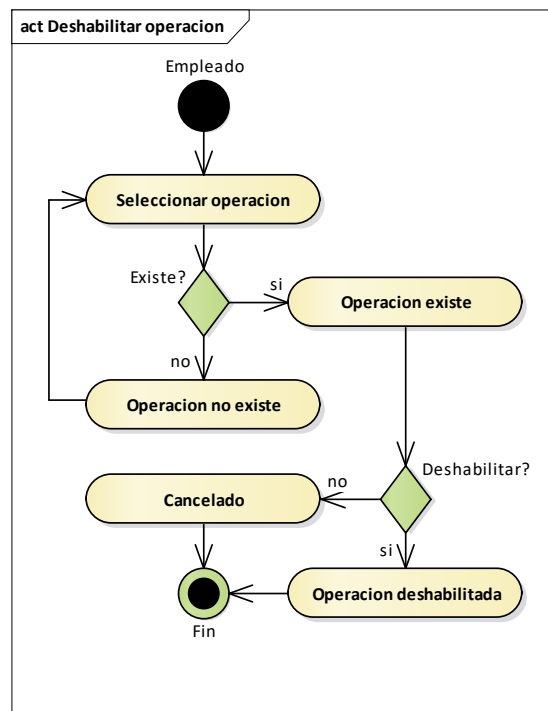 act Deshabilitar operacion
Empleado
Seleccionar operacion
Existe?
si
Operacion existe
no
Operacion no existe
Deshabilitar?
no
Cancelado
si
Operacion deshabilitada
Fin